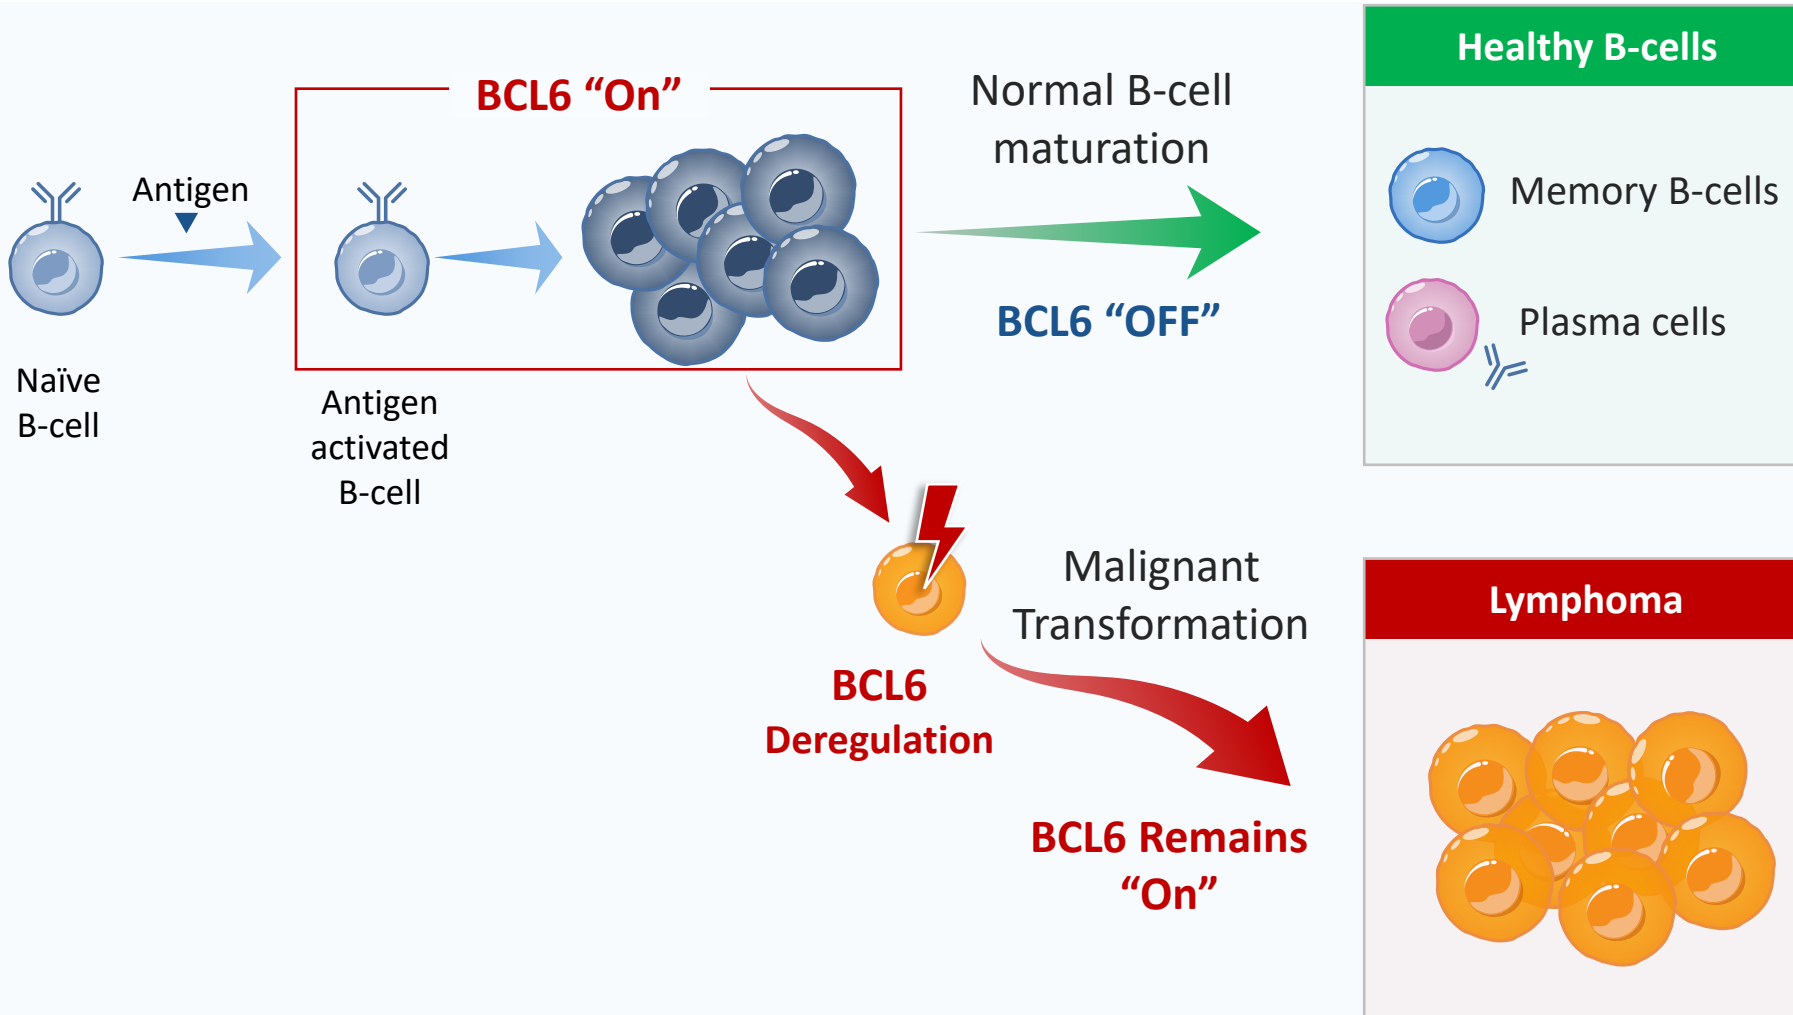 BCL6 “On”
Antigen
Naïve
B-cell
Antigen
activated
B-cell
Normal B-cell
maturation
BCL6 “OFF”
Healthy B-cells
Memory B-cells
Plasma cells
BCL6
Deregulation
Malignant
Transformation
BCL6 Remains
“On”
Lymphoma